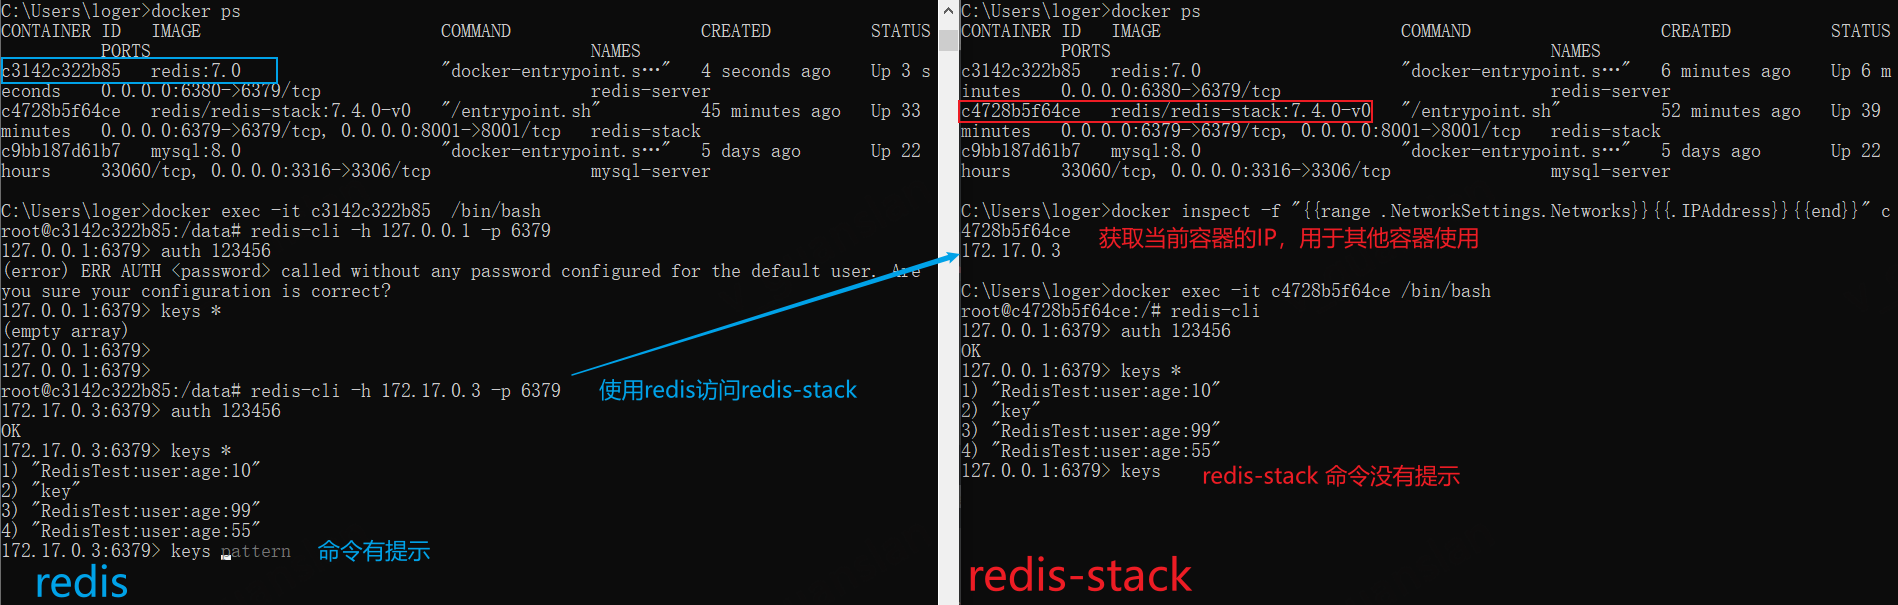 C:\Users\loger>docker ps
CONTAINER ID   IMAGE                        COMMAND                   CREATED          STATUS
          PORTS                                            NAMES
c3142c322b85   redis:7.0                    "docker-entrypoint.s…"   4 seconds ago    Up 3 s
econds    0.0.0.0:6380->6379/tcp                           redis-server
c4728b5f64ce   redis/redis-stack:7.4.0-v0   "/entrypoint.sh"          45 minutes ago   Up 33
minutes   0.0.0.0:6379->6379/tcp, 0.0.0.0:8001->8001/tcp   redis-stack
c9bb187d61b7   mysql:8.0                    "docker-entrypoint.s…"   5 days ago       Up 22
hours     33060/tcp, 0.0.0.0:3316->3306/tcp                mysql-server
C:\Users\loger>docker exec -it c3142c322b85  /bin/bash
root@c3142c322b85:/data# redis-cli -h 127.0.0.1 -p 6379
127.0.0.1:6379> auth 123456
(error) ERR AUTH <password> called without any password configured for the default user. Are
you sure your configuration is correct?
127.0.0.1:6379> keys *
(empty array)
127.0.0.1:6379>
127.0.0.1:6379>
root@c3142c322b85:/data# redis-cli -h 172.17.0.3 -p 6379
使用redis访问redis-stack
172.17.0.3:6379> auth 123456
OK
172.17.0.3:6379> keys *
1) "RedisTest:user:age:10"
2) "key"
3) "RedisTest:user:age:99"
4) "RedisTest:user:age:55"
172.17.0.3:6379> keys pattern
命令有提示
redis
C:\Users\loger>docker ps
CONTAINER ID   IMAGE                        COMMAND                   CREATED          STATUS
          PORTS                                            NAMES
c3142c322b85   redis:7.0                    "docker-entrypoint.s…"   6 minutes ago    Up 6 m
inutes    0.0.0.0:6380->6379/tcp                           redis-server
c4728b5f64ce   redis/redis-stack:7.4.0-v0   "/entrypoint.sh"          52 minutes ago   Up 39
minutes   0.0.0.0:6379->6379/tcp, 0.0.0.0:8001->8001/tcp   redis-stack
c9bb187d61b7   mysql:8.0                    "docker-entrypoint.s…"   5 days ago       Up 22
hours     33060/tcp, 0.0.0.0:3316->3306/tcp                mysql-server
C:\Users\loger>docker inspect -f "{{range .NetworkSettings.Networks}}{{.IPAddress}}{{end}}" c
4728b5f64ce
获取当前容器的IP，用于其他容器使用
172.17.0.3
C:\Users\loger>docker exec -it c4728b5f64ce /bin/bash
root@c4728b5f64ce:/# redis-cli
127.0.0.1:6379> auth 123456
OK
127.0.0.1:6379> keys *
1) "RedisTest:user:age:10"
2) "key"
3) "RedisTest:user:age:99"
4) "RedisTest:user:age:55"
127.0.0.1:6379> keys
redis-stack 命令没有提示
redis-stack